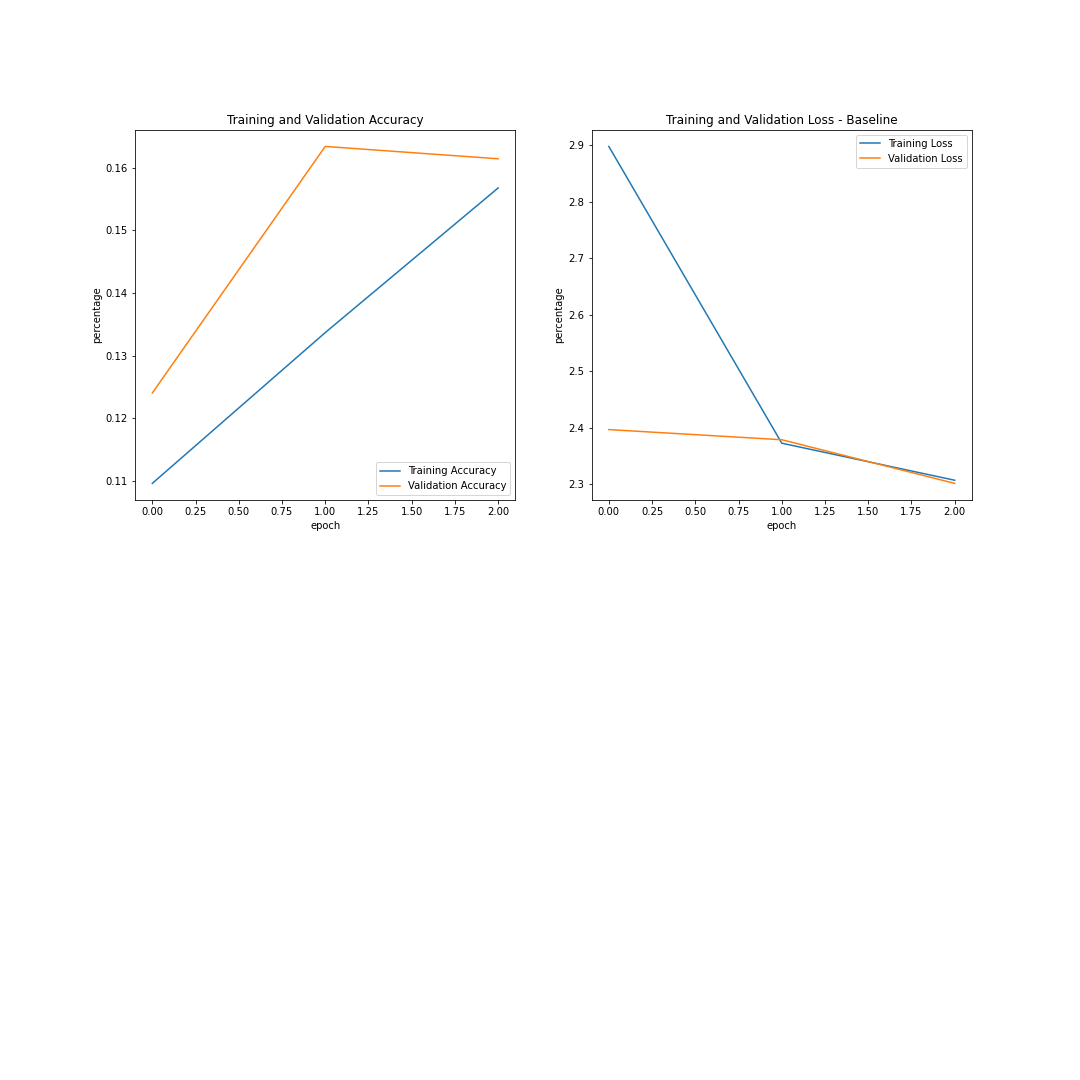 Training and Validation Accuracy
percentage
0.16
0.15
0.14
0.13
0.12
0.11
Training Accuracy
Validation Accuracy
0.00 0.25 0.50 0.75 1.00 1.25 1.50 1.75 2.00
epoch
Training and Validation Loss - Baseline
percentage
2.9
2.8
2.7
2.6
2.5
2.4
2.3
Training Loss
Validation Loss
0.00 0.25 0.50 0.75 1.00 1.25 1.50 1.75 2.00
epoch